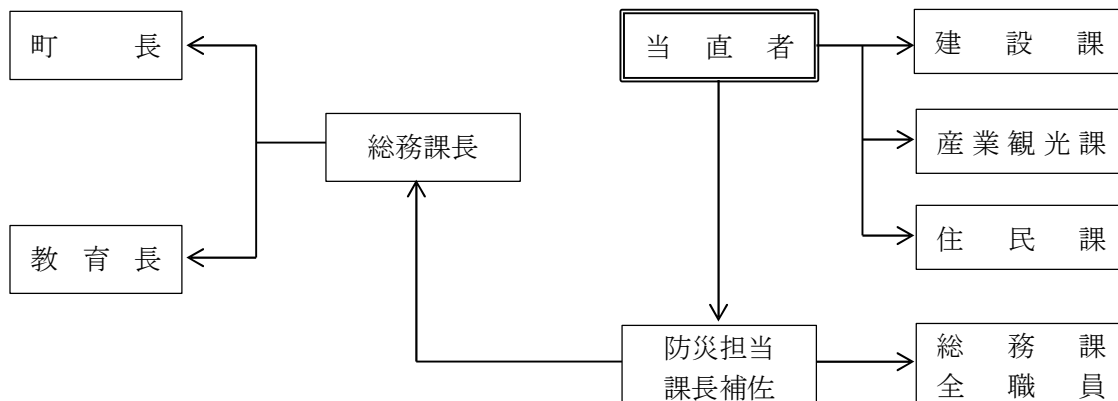 町長
当直者
建設課
総務課長
産業観光課
教育長
住民課
防災担当
課長補佐
総務課
全職員